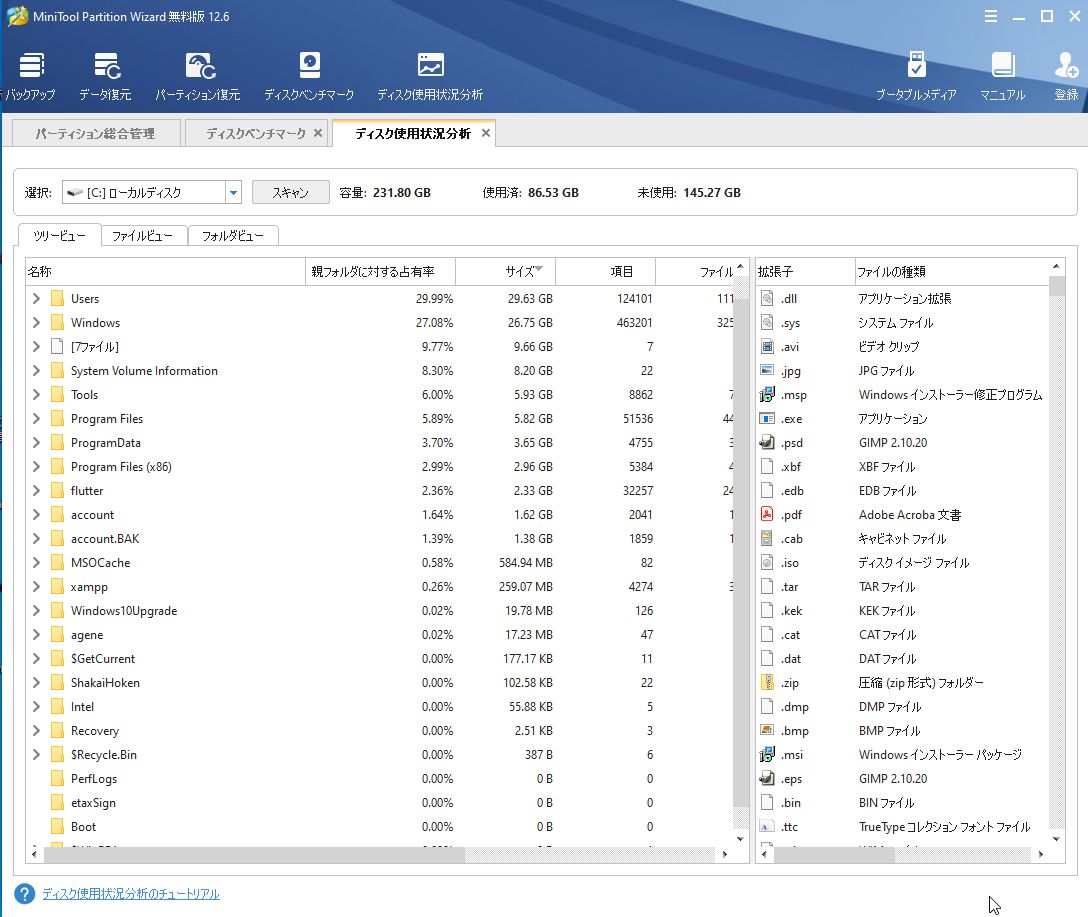 MiniTool Partition Wizard 無料版 12.6
バックアップ データ復元 パーティション復元 ディスクベンチマーク ディスク使用状況分析 ブータブルメディア マニュアル 登録
パーティション総合管理 ディスクベンチマーク ディスク使用状況分析
選択: [C:] ローカルディスク スキャン 容量: 231.80 GB 使用済: 86.53 GB 未使用: 145.27 GB
ツリービュー ファイルビュー フォルダビュー
名称 親フォルダに対する占有率 サイズ 項目 ファイル 拡張子 ファイルの種類
Users 29.99% 29.63 GB 124101 111 .dll アプリケーション拡張
Windows 27.08% 26.75 GB 463201 325 .sys システム ファイル
[7ファイル] 9.77% 9.66 GB 7 .avi ビデオ クリップ
System Volume Information 8.30% 8.20 GB 22 .jpg JPG ファイル
Tools 6.00% 5.93 GB 8862 7 .msp Windows インストーラー修正プログラム
Program Files 5.89% 5.82 GB 51536 44 .exe アプリケーション
ProgramData 3.70% 3.65 GB 4755 3 .psd GIMP 2.10.20
Program Files (x86) 2.99% 2.96 GB 5384 4 .xbf XBF ファイル
flutter 2.36% 2.33 GB 32257 24 .edb EDB ファイル
account 1.64% 1.62 GB 2041 1 .pdf Adobe Acroba 文書
account.BAK 1.39% 1.38 GB 1859 1 .cab キャビネット ファイル
MSOCache 0.58% 584.94 MB 82 .iso ディスク イメージ ファイル
xampp 0.26% 259.07 MB 4274 3 .tar TAR ファイル
Windows10Upgrade 0.02% 19.78 MB 126 .kek KEK ファイル
agene 0.02% 17.23 MB 47 .cat CAT ファイル
$GetCurrent 0.00% 177.17 KB 11 .dat DAT ファイル
ShakaiHoken 0.00% 102.58 KB 22 .zip 圧縮 (zip 形式) フォルダー
Intel 0.00% 55.88 KB 5 .dmp DMP ファイル
Recovery 0.00% 2.51 KB 3 .bmp BMP ファイル
$Recycle.Bin 0.00% 387 B 6 .msi Windows インストーラー パッケージ
PerfLogs 0.00% 0 B 0 .eps GIMP 2.10.20
etaxSign 0.00% 0 B 0 .bin BIN ファイル
Boot 0.00% 0 B 0 .ttc TrueType コレクション フォント ファイル
ディスク使用状況分析のチュートリアル